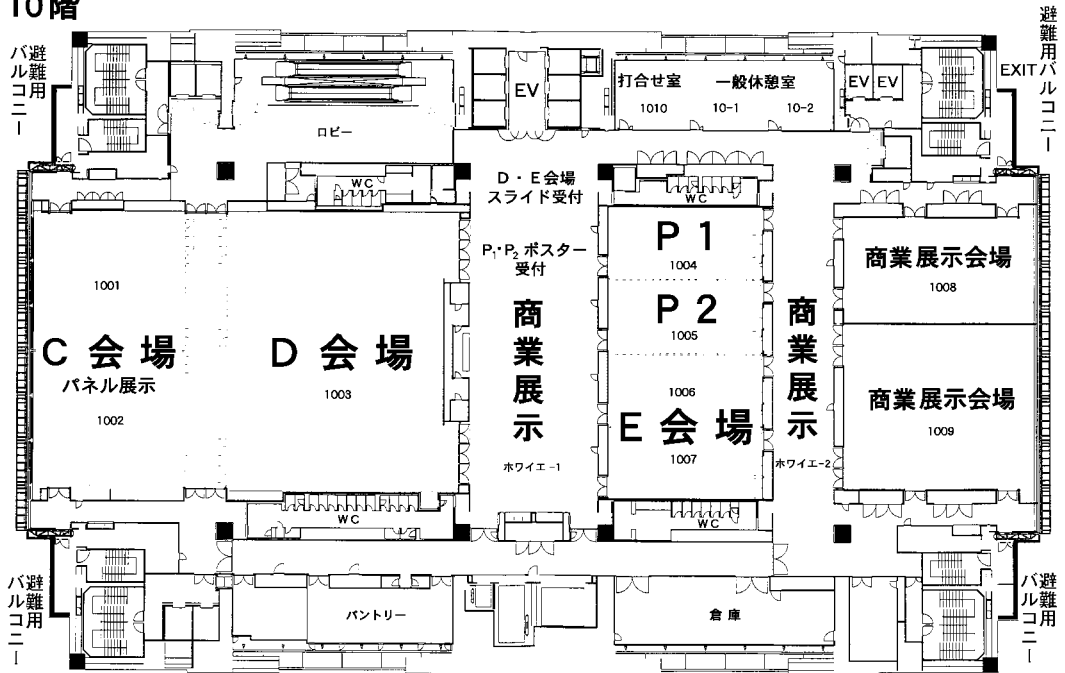 10階
避難用
バルコニー
避難用バルコニー
EXIT
EV
打合せ室
一般休憩室
EV
EV
1010
10-1
10-2
ロビー
WC
D・E会場
スライド受付
WC
P1・P2 ポスター
受付
P1
1004
商業展示会場
1008
1001
P2
1005
C会場
パネル展示
1002
D会場
1003
商業展示
ホワイエ-1
1006
E会場
1007
商業展示
ホワイエ-2
商業展示会場
1009
WC
WC
避難用
バルコニー
パントリー
倉庫
避難用
バルコニー